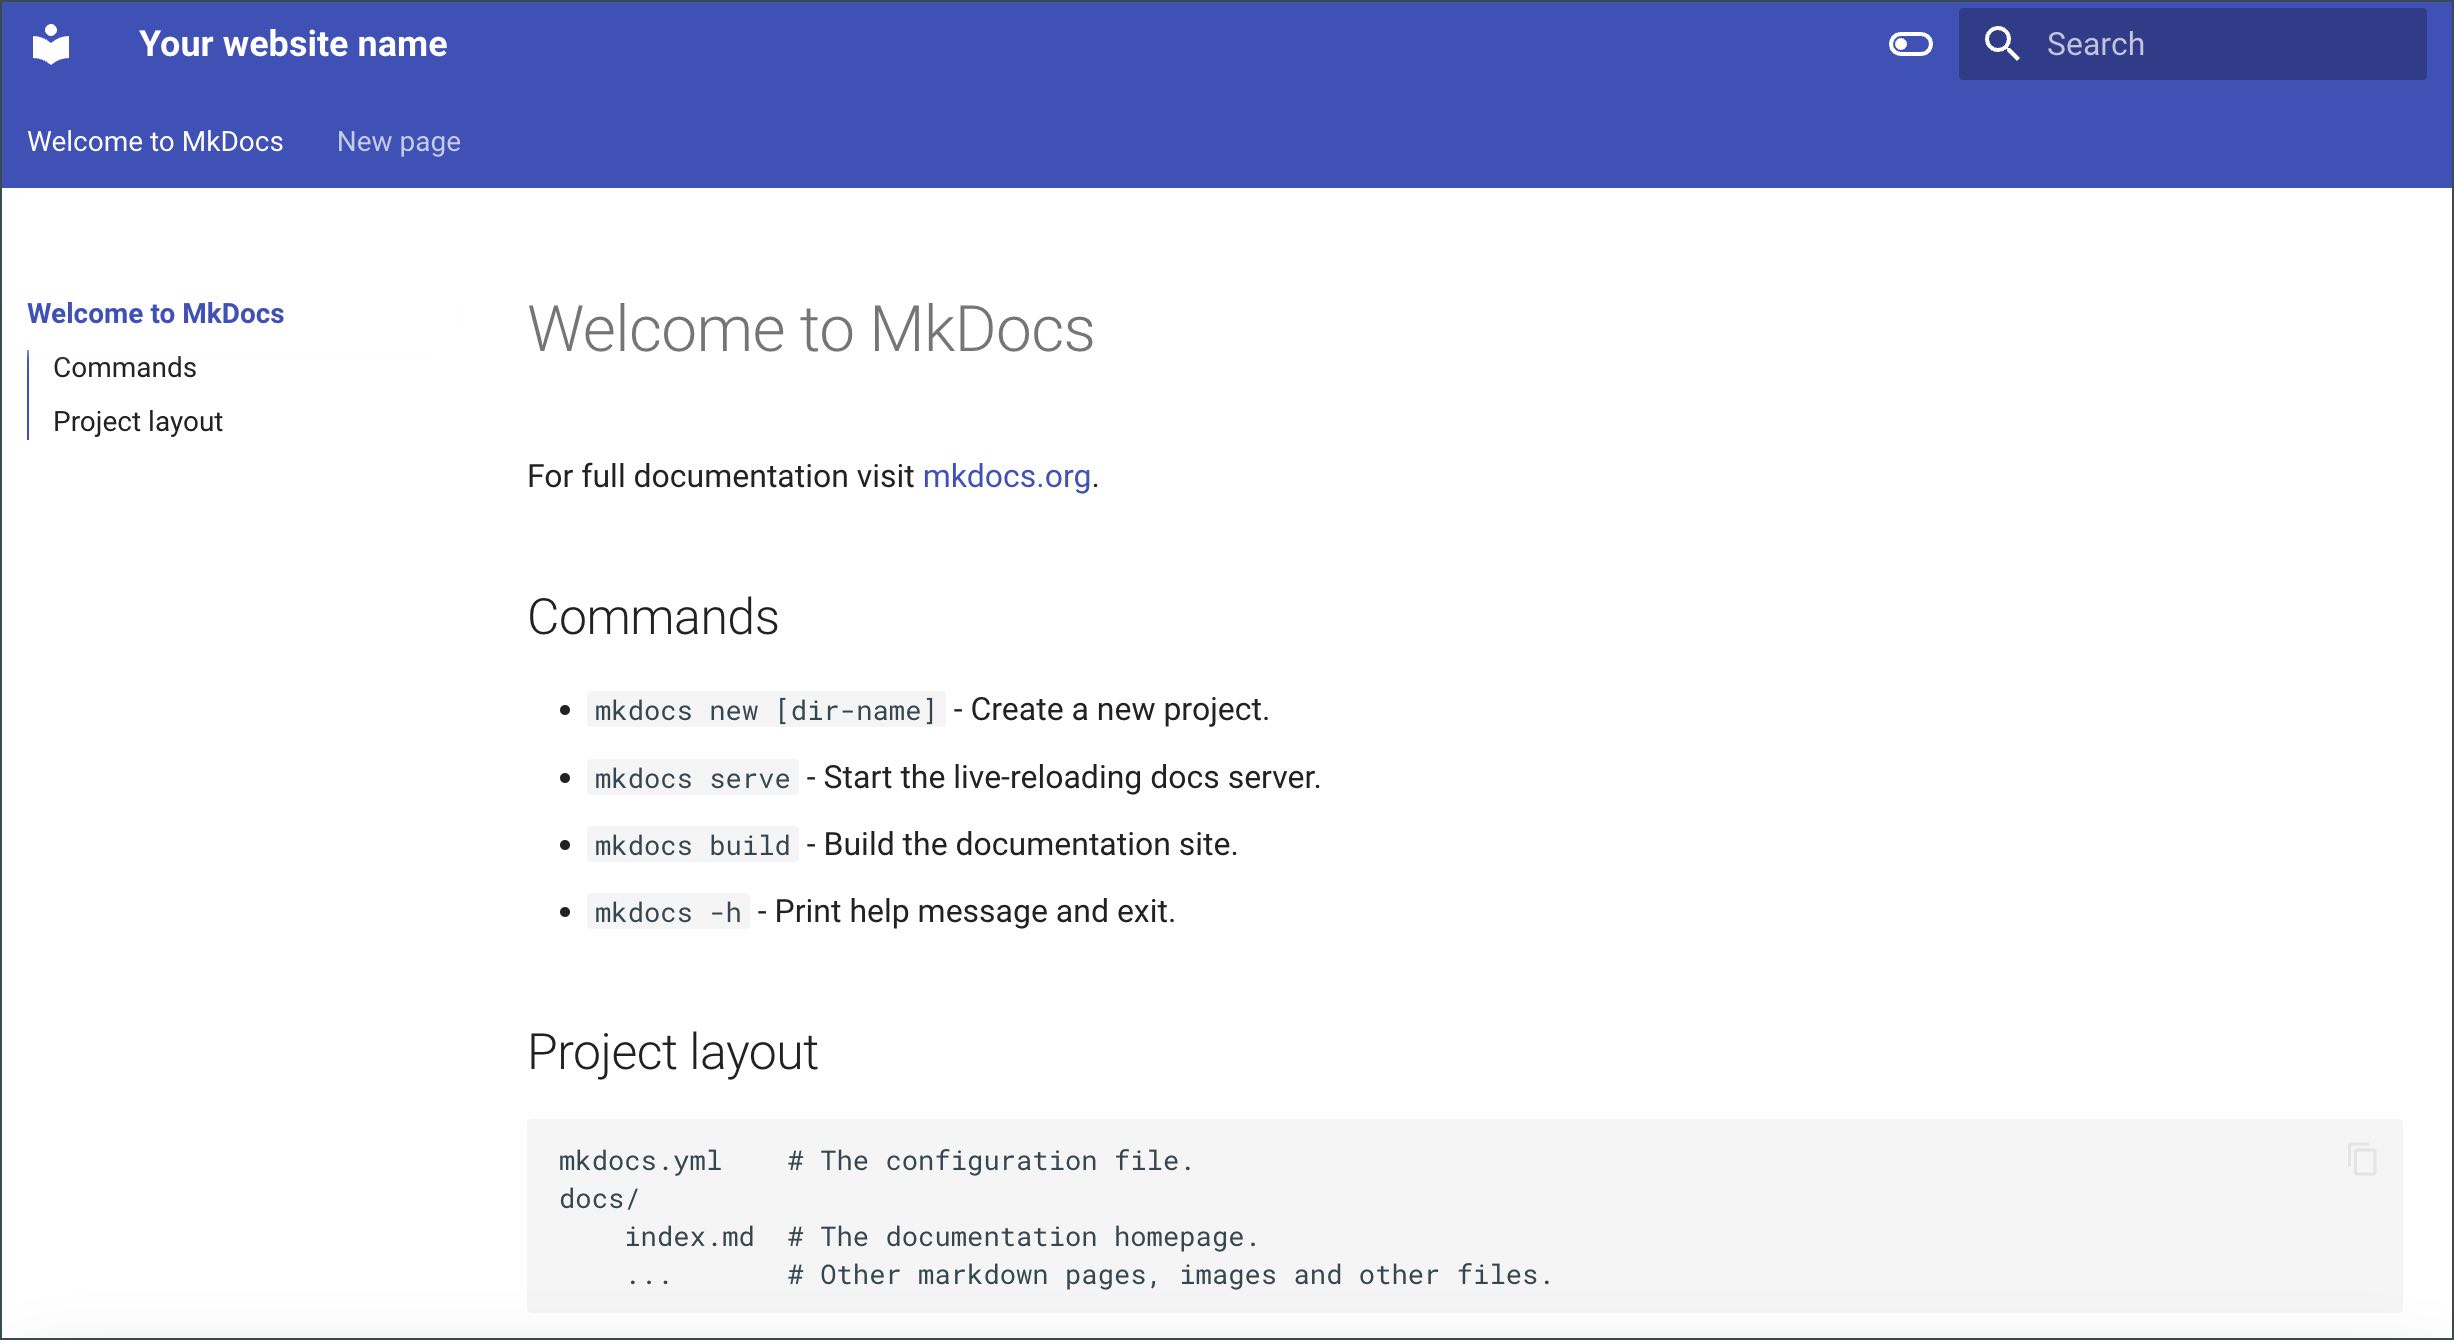 Your website name
Search
Welcome to MkDocs
New page
Welcome to MkDocs
Commands
Project layout
Welcome to MkDocs
For full documentation visit mkdocs.org.
Commands
• mkdocs new [dir-name] - Create a new project.
• mkdocs serve - Start the live-reloading docs server.
• mkdocs build - Build the documentation site.
• mkdocs -h - Print help message and exit.
Project layout
mkdocs.yml    # The configuration file.
docs/
    index.md  # The documentation homepage.
    ...       # Other markdown pages, images and other files.